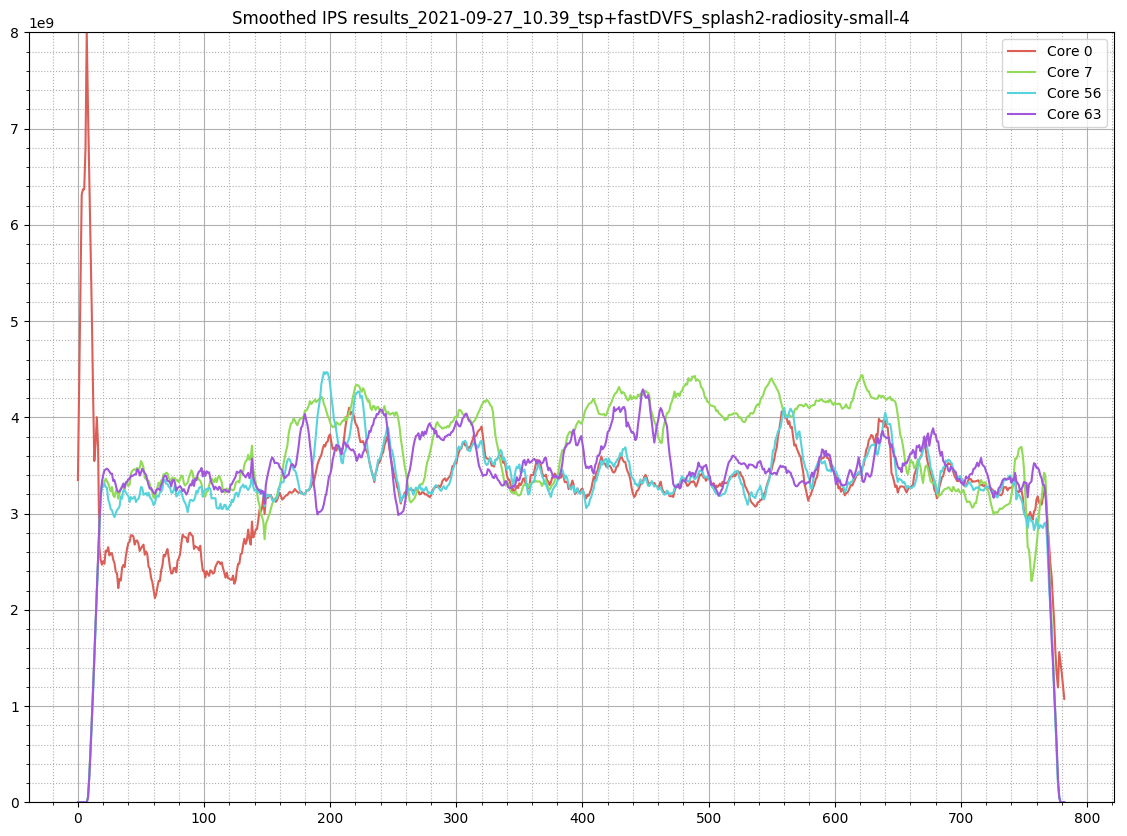 Smoothed IPS results_2021-09-27_10.39_tsp+fastDVFS_splash2-radiosity-small-4
1e9
Core 0
Core 7
Core 56
Core 63
8
7
6
5
4
3
2
1
0
0 100 200 300 400 500 600 700 800